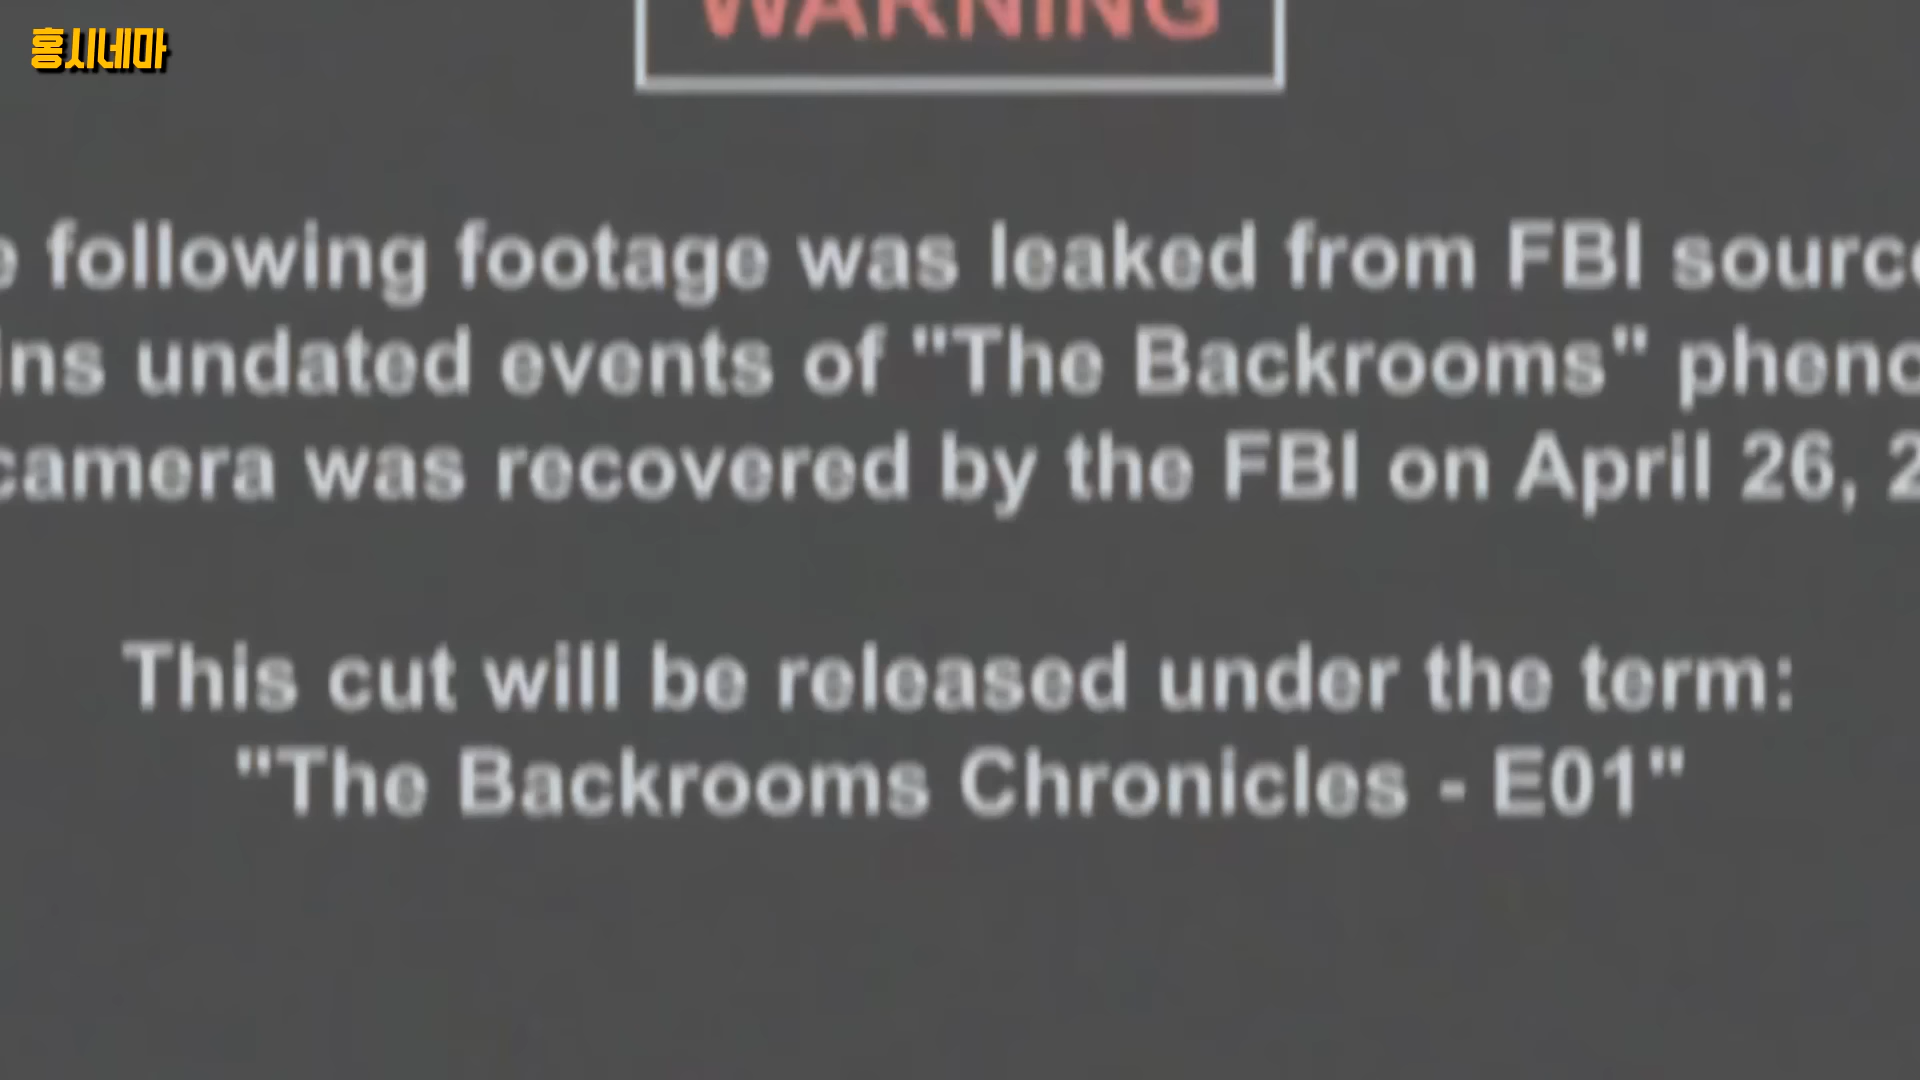 홍시네마
WARNING
following footage was leaked from FBI
undated events of "The Backrooms"
camera was recovered by the FBI on April 26,
This cut will be released under the term:
"The Backrooms Chronicles - E01"